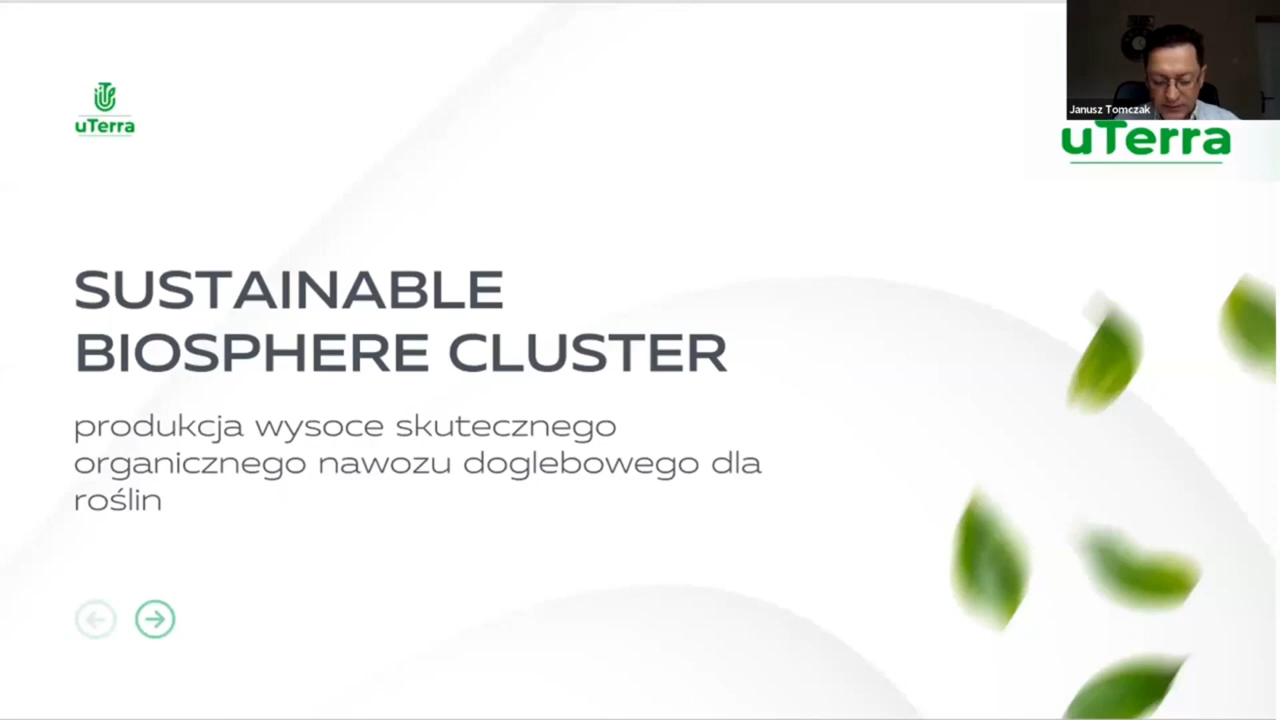 uTerra
Janusz Tomczak
uTerra
SUSTAINABLE
BIOSPHERE CLUSTER
produkcja wysoce skutecznego
organicznego nawozu doglebowego dla
roślin